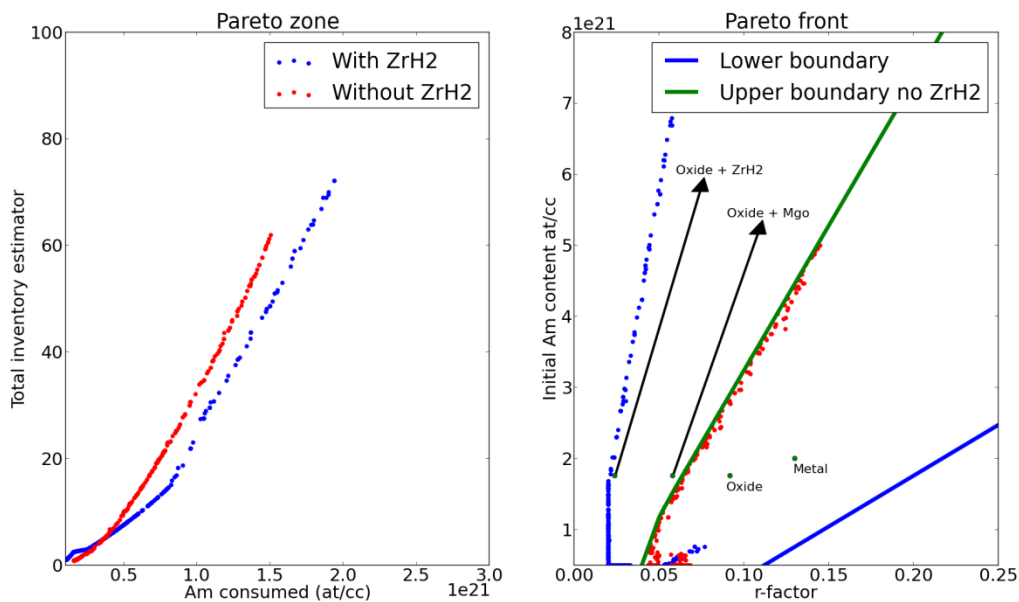 Pareto zone
100
80
60
40
20
0
Total inventory estimator
With ZrH2
Without ZrH2
0.5
1.0
1.5
2.0
2.5
3.0
1e21
Am consumed (at/cc)
Pareto front
1e21
8
7
6
5
4
3
2
1
Initial Am content at/cc
Lower boundary
Upper boundary no ZrH2
Oxide + ZrH2
Oxide + Mgo
Metal
Oxide
0.00
0.05
0.10
0.15
0.20
0.25
r-factor